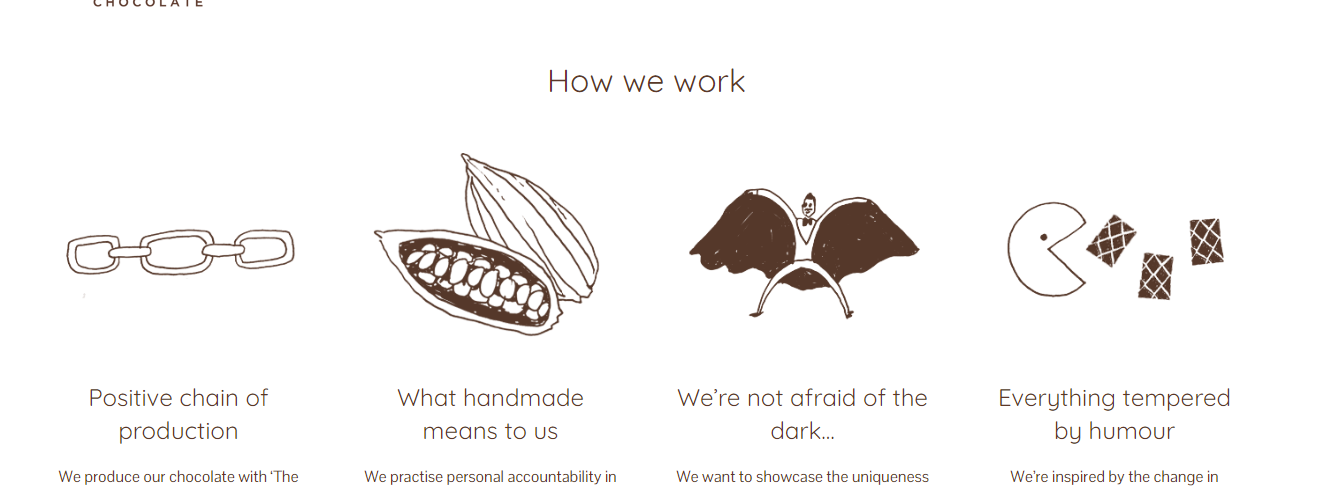 CHOCOLATE
How we work
Positive chain of
production
We produce our chocolate with ‘The
What handmade
means to us
We practise personal accountability in
We’re not afraid of the
dark...
We want to showcase the uniqueness
Everything tempered
by humour
We’re inspired by the change in